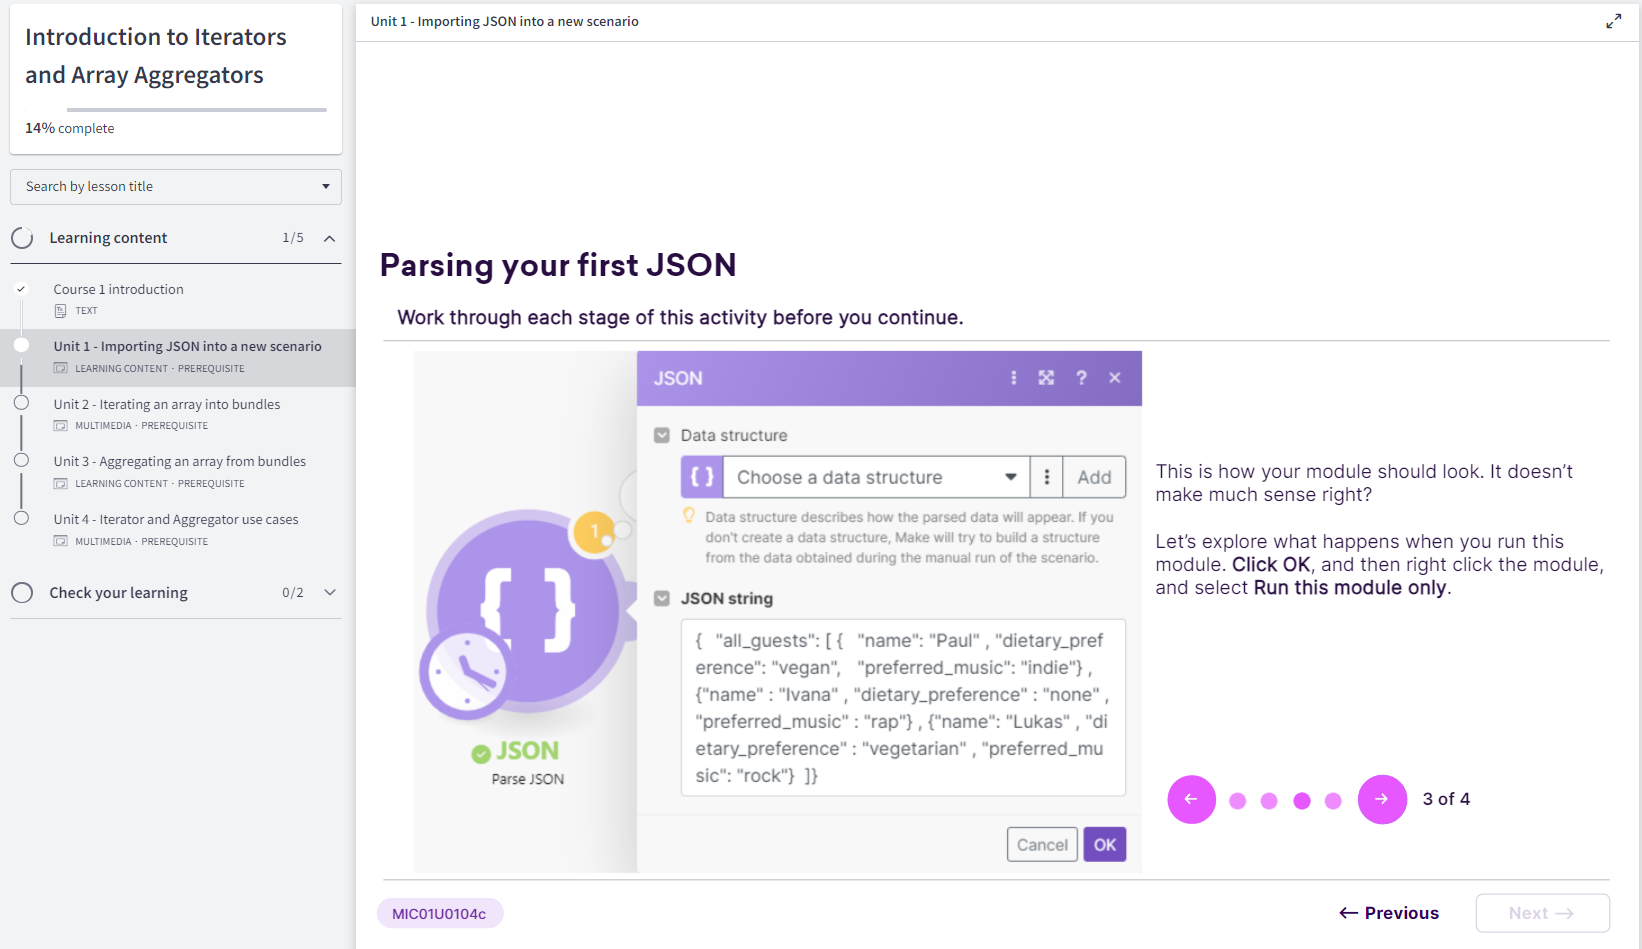 Introduction to Iterators
and Array Aggregators
14% complete
Search by lesson title
Learning content 1/5
Course 1 introduction
TEXT
Unit 1 - Importing JSON into a new scenario
LEARNING CONTENT · PREREQUISITE
Unit 2 - Iterating an array into bundles
MULTIMEDIA · PREREQUISITE
Unit 3 - Aggregating an array from bundles
LEARNING CONTENT · PREREQUISITE
Unit 4 - Iterator and Aggregator use cases
MULTIMEDIA · PREREQUISITE
Check your learning 0/2
Unit 1 - Importing JSON into a new scenario
Parsing your first JSON
Work through each stage of this activity before you continue.
1
{ }
JSON
Parse JSON
JSON ?
Data structure
{ } Choose a data structure Add
Data structure describes how the parsed data will appear. If you
don't create a data structure, Make will try to build a structure
from the data obtained during the manual run of the scenario.
JSON string
{ "all_guests": [ { "name": "Paul" , "dietary_pref
erence": "vegan", "preferred_music": "indie"} ,
{"name" : "Ivana" , "dietary_preference" : "none" ,
"preferred_music" : "rap"} , {"name": "Lukas" , "di
etary_preference" : "vegetarian" , "preferred_mu
sic": "rock"} ]}
Cancel OK
This is how your module should look. It doesn't
make much sense right?
Let's explore what happens when you run this
module. Click OK, and then right click the module,
and select Run this module only.
← → 3 of 4
MIC01U0104c
← Previous
Next →